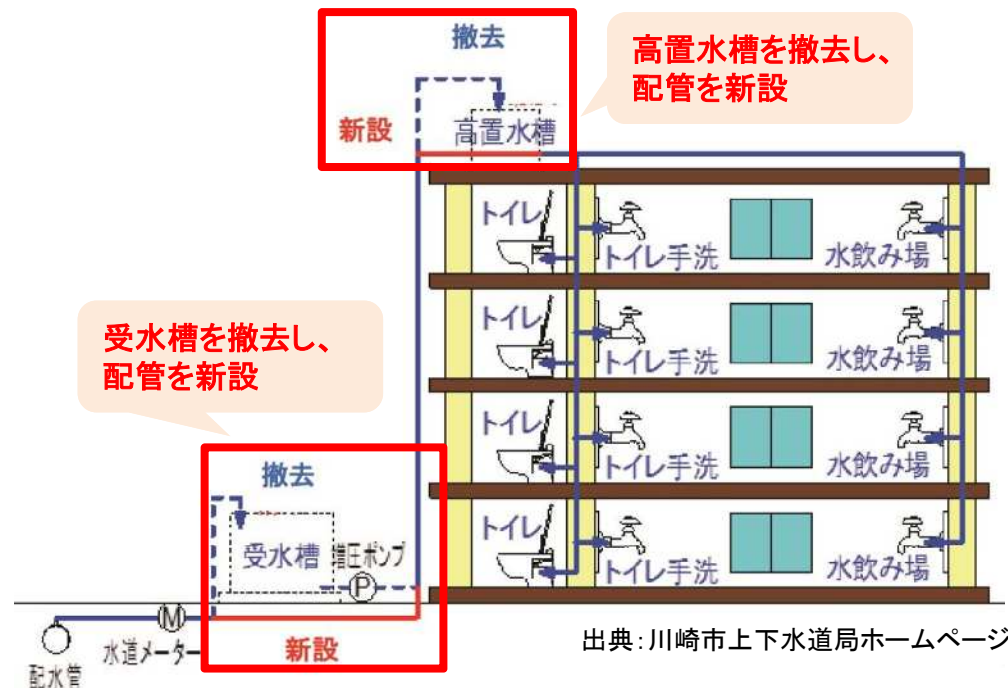 撤去
高置水槽を撤去し、
配管を新設
新設
高置水槽
トイレ
トイレ手洗
水飲み場
トイレ
トイレ手洗
水飲み場
受水槽を撤去し、
配管を新設
トイレ
トイレ手洗
水飲み場
撤去
トイレ
トイレ手洗
水飲み場
受水槽
増圧ポンプ
P
M
水道メーター
新設
配水管
出典:川崎市上下水道局ホームページ